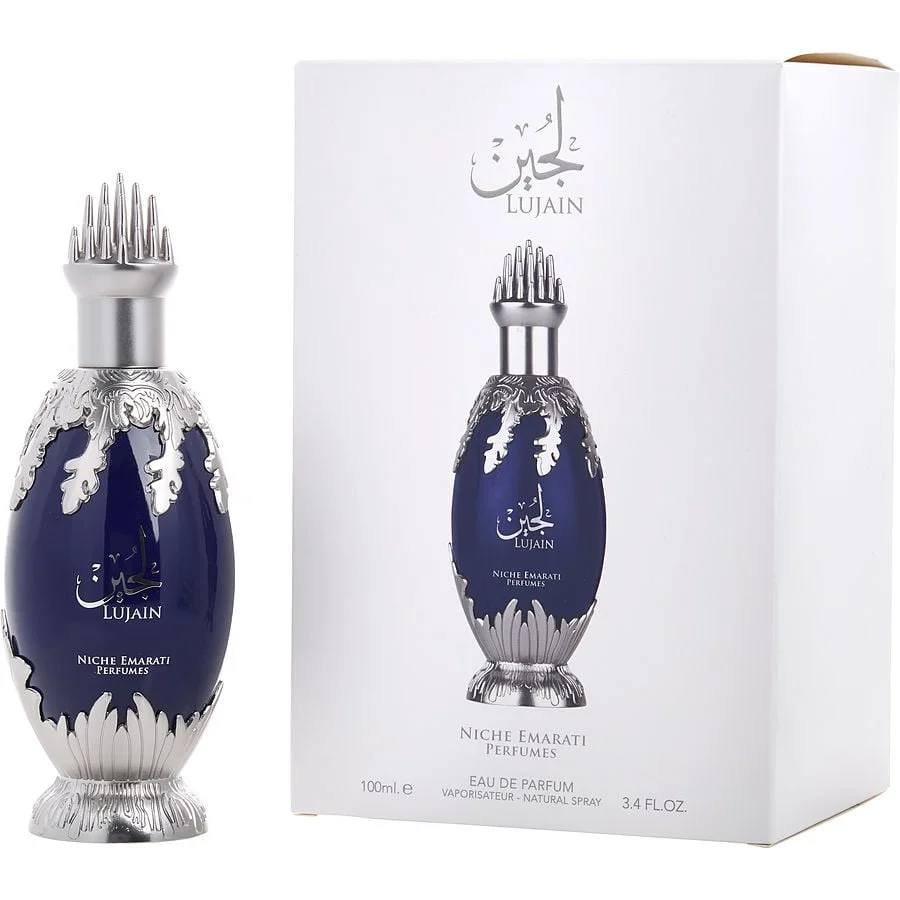 لجين
LUJAIN
NICHE EMARATI
PERFUMES
لجين
LUJAIN
NICHE EMARATI
PERFUMES
NICHE EMARATI
PERFUMES
100ml. e
EAU DE PARFUM
VAPORISATEUR - NATURAL SPRAY
3.4 FL.OZ.
لجين
LUJAIN